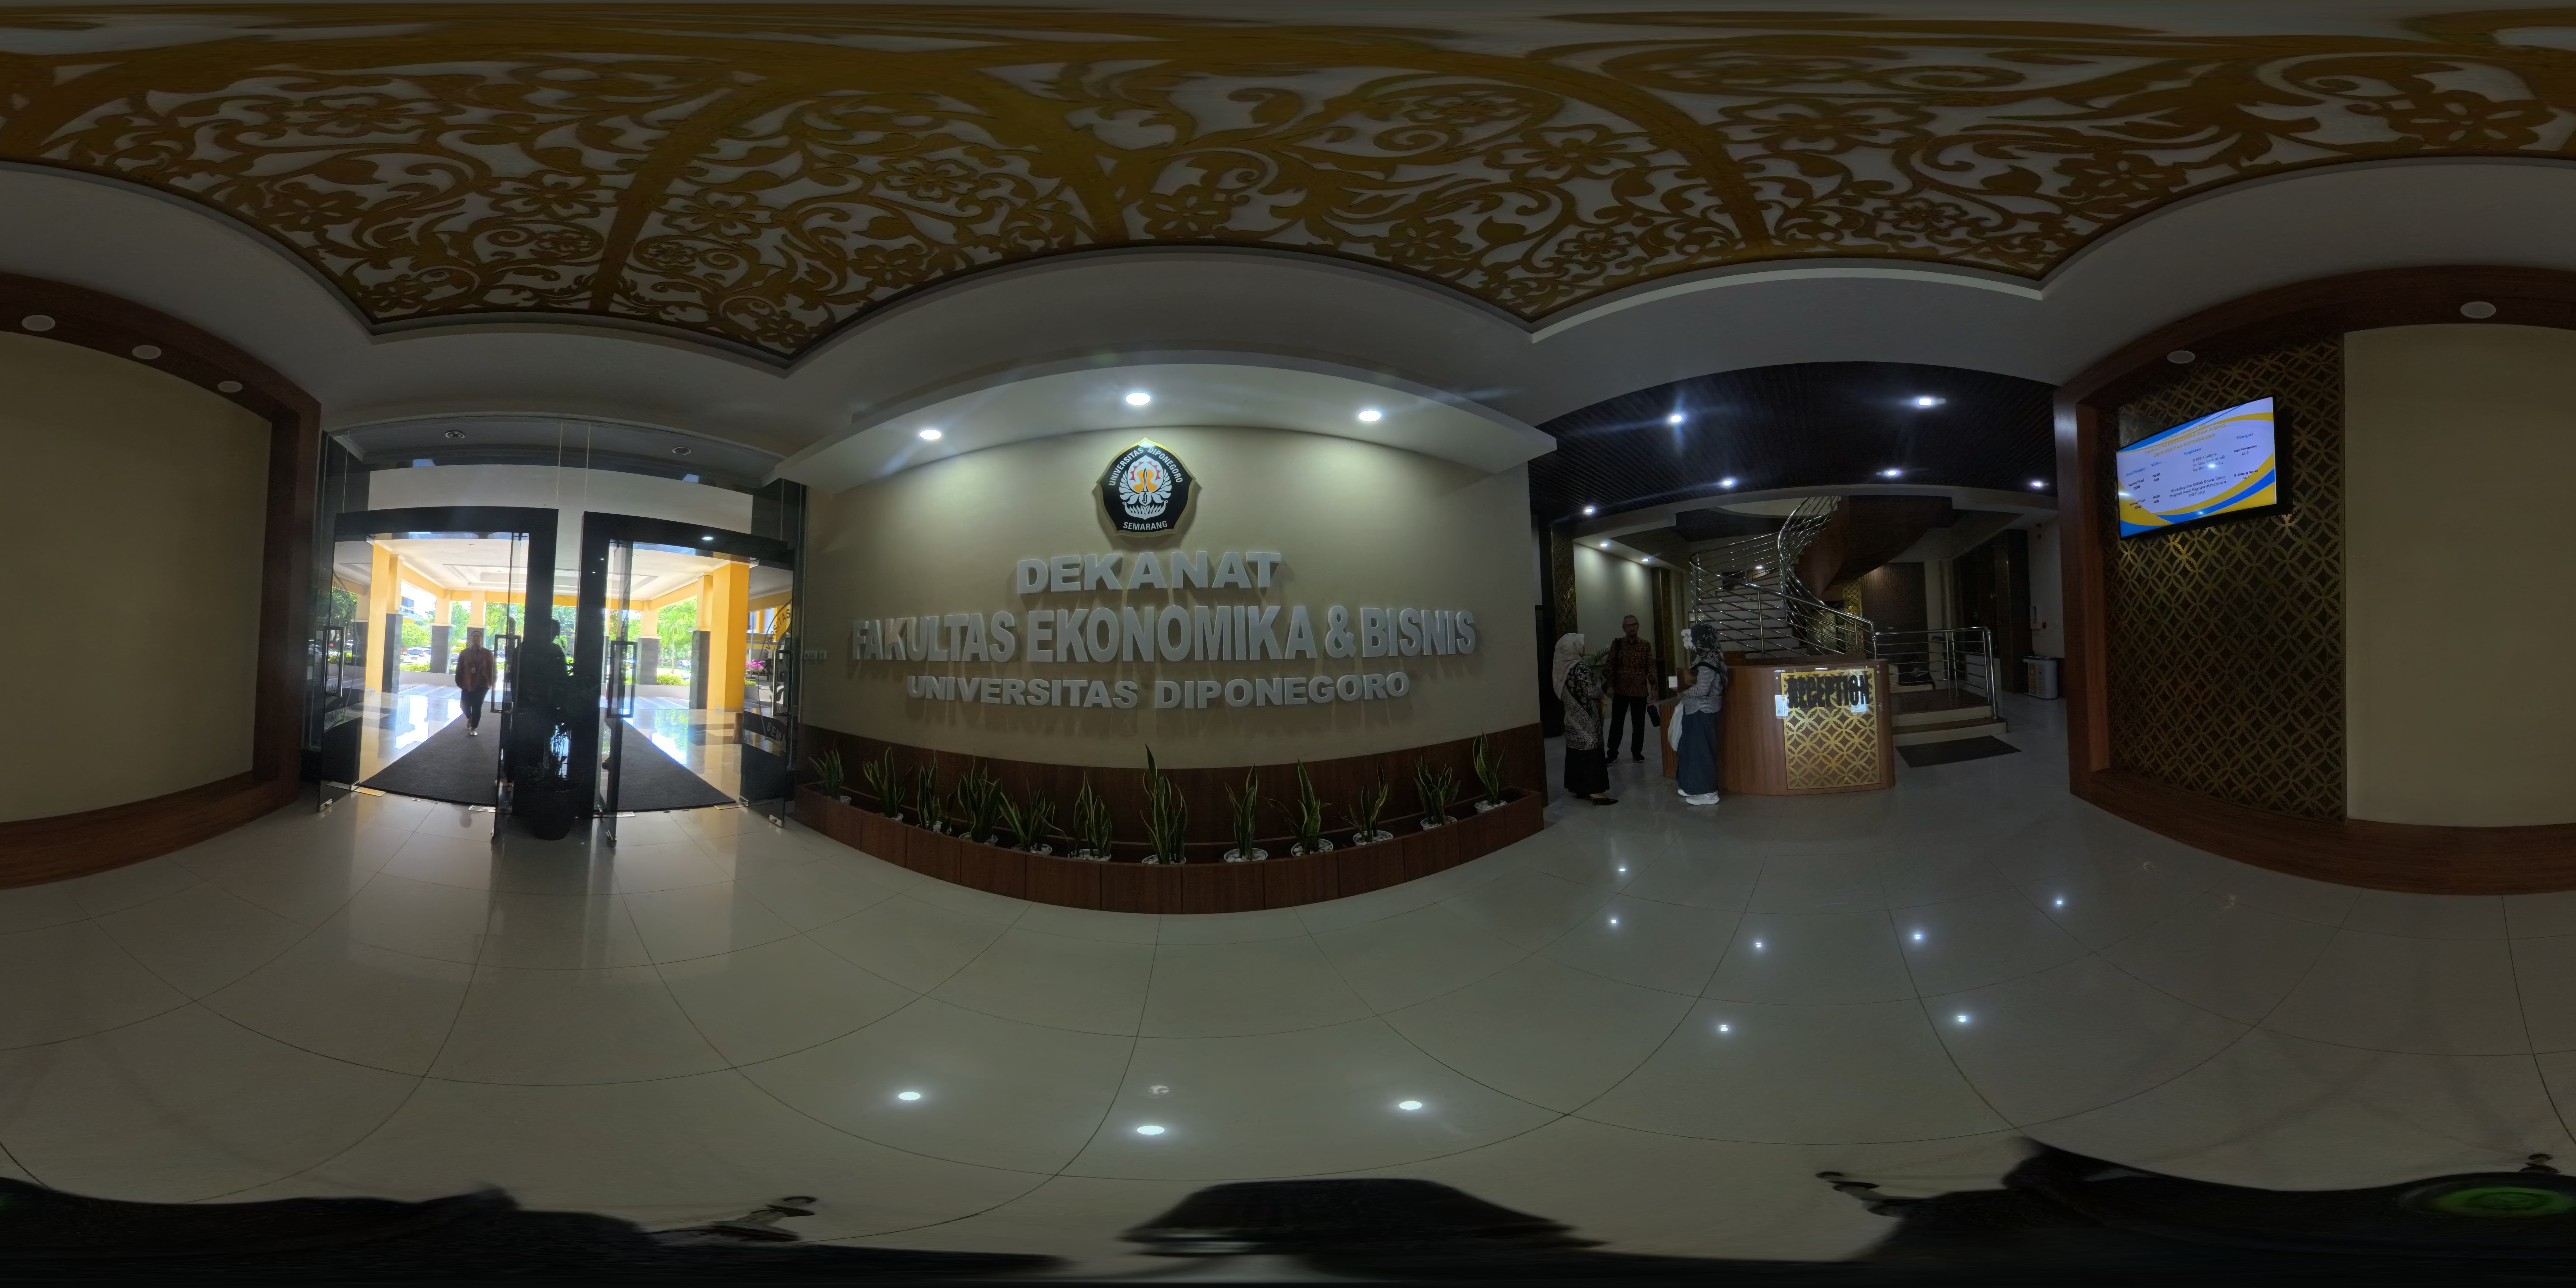 UNIVERSITAS DIPONEGORO
SEMARANG
DEKANAT
FAKULTAS EKONOMIKA & BISNIS
UNIVERSITAS DIPONEGORO
RECEPTION